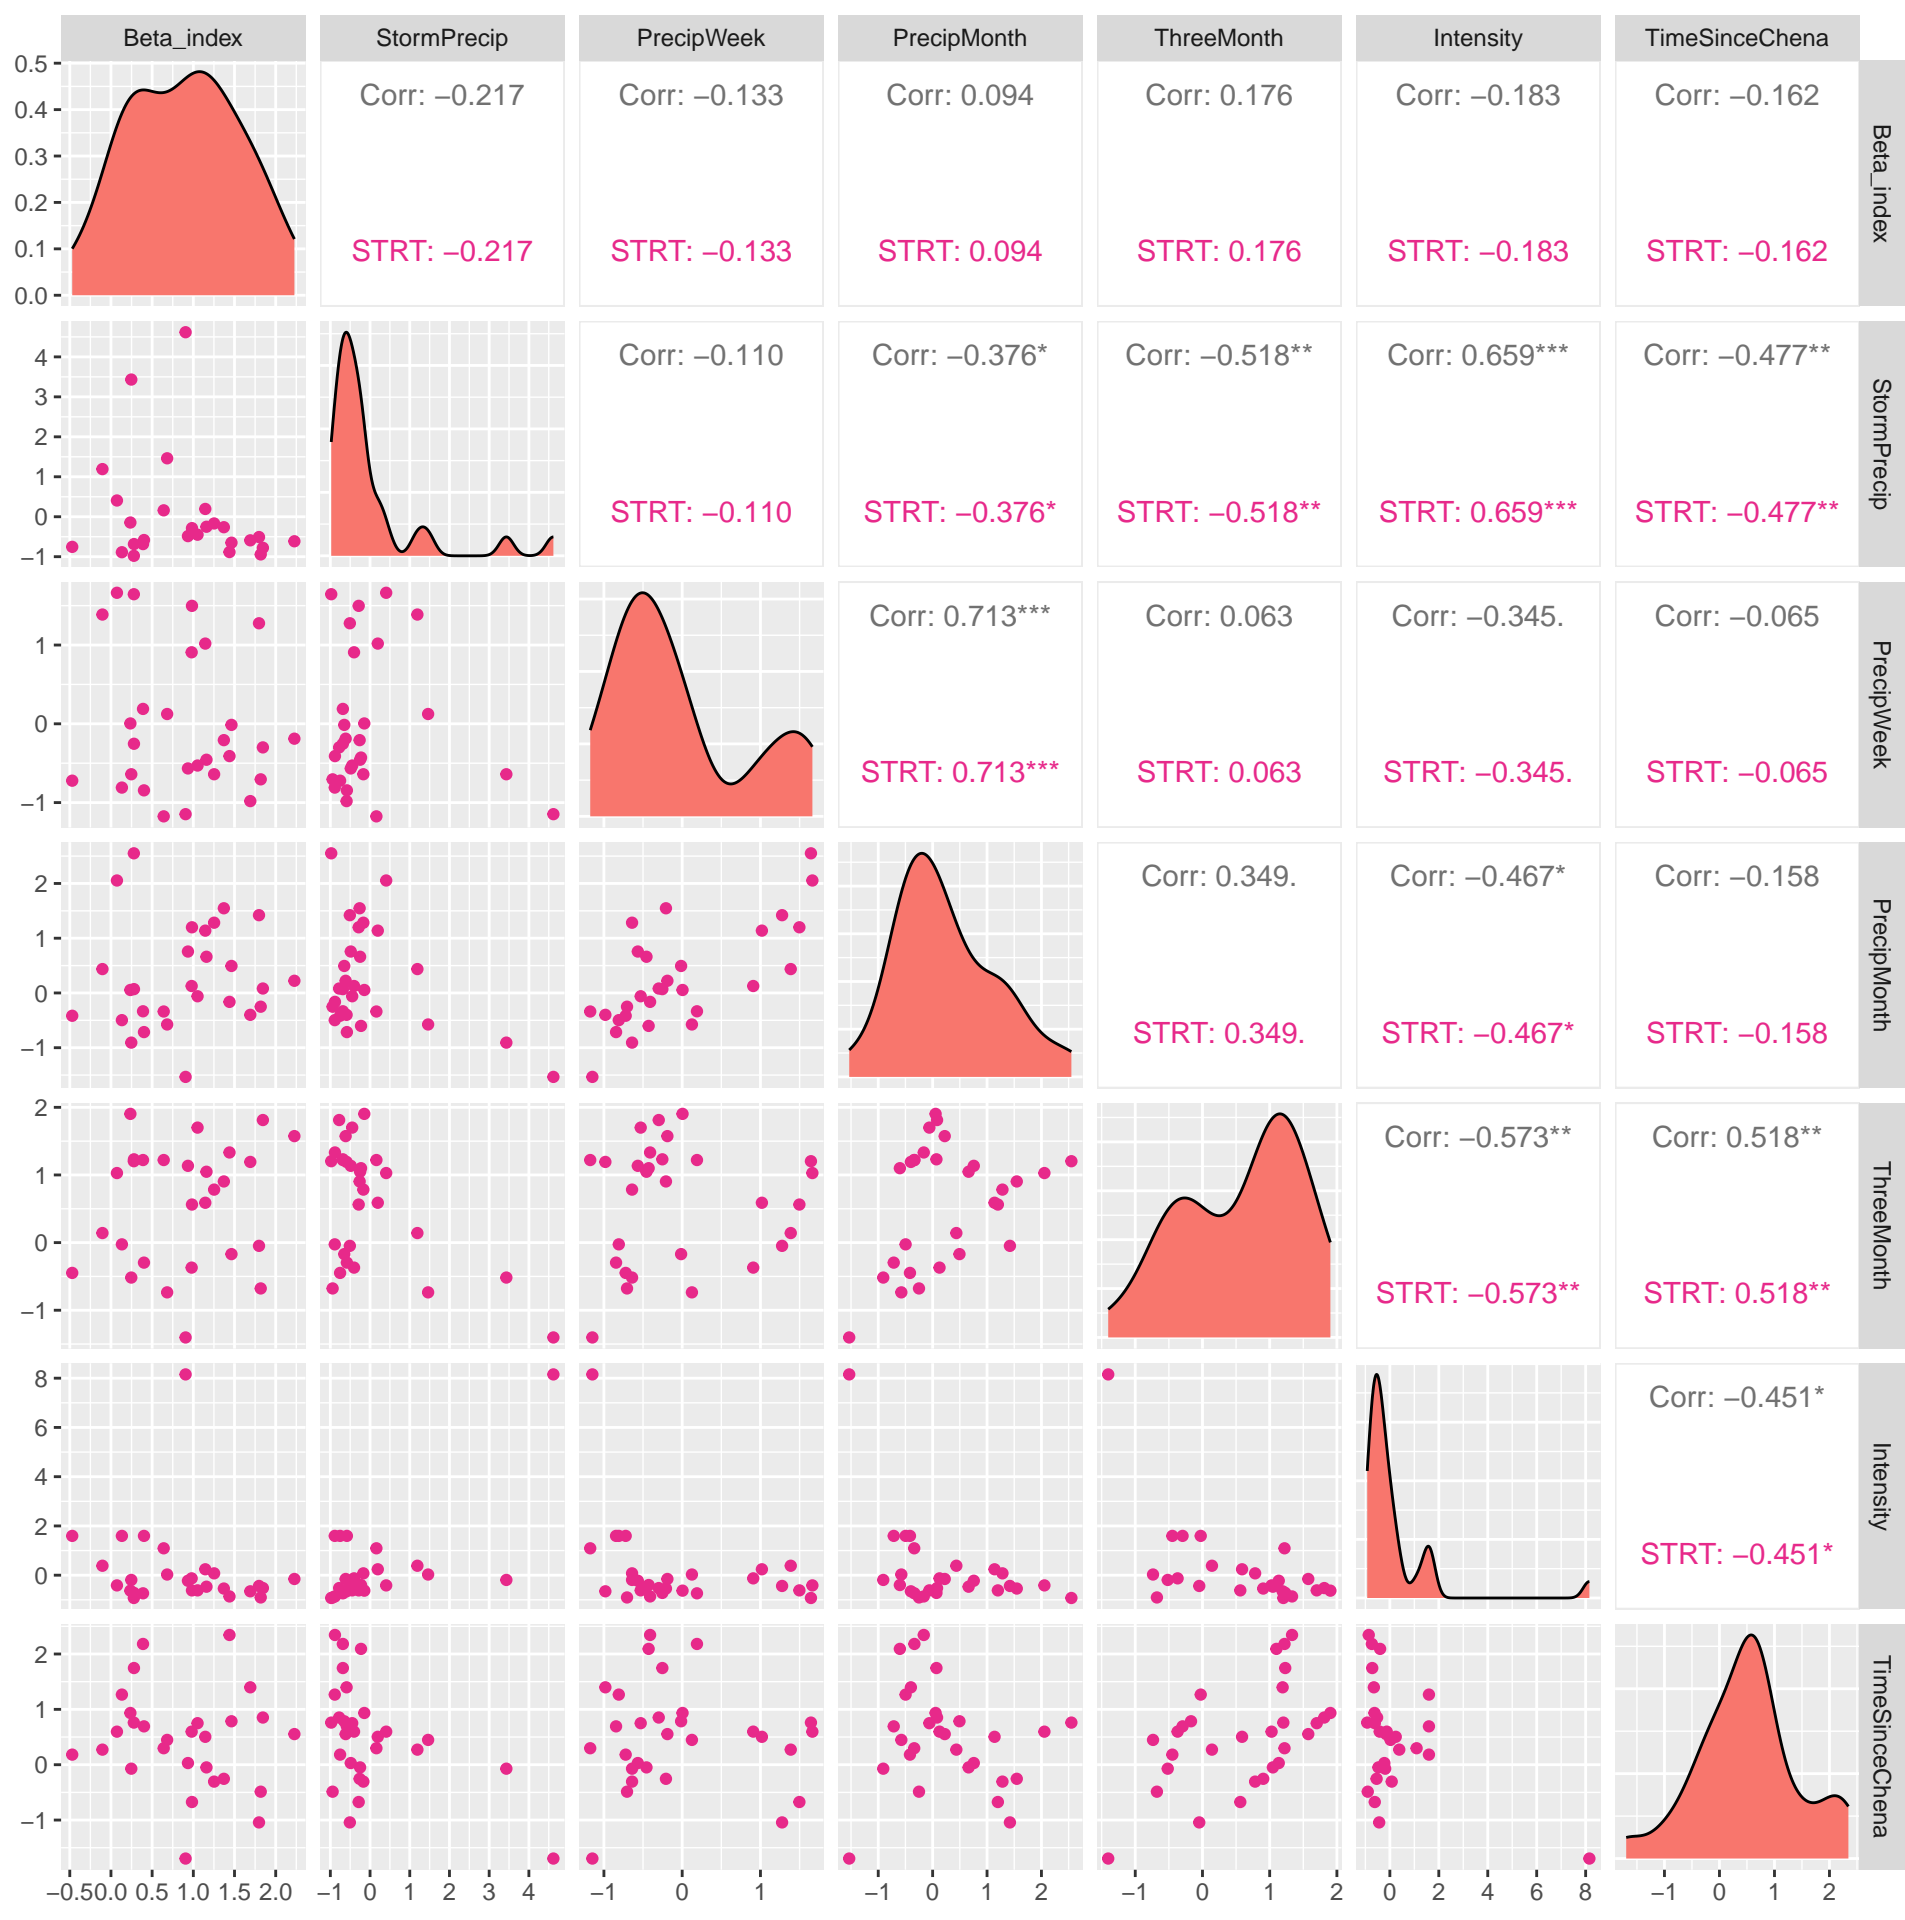 Beta_index StormPrecip PrecipWeek PrecipMonth ThreeMonth Intensity TimeSinceChena
0.5
0.4
0.3
0.2
0.1
0.0
Corr: −0.217 Corr: −0.133 Corr: 0.094 Corr: 0.176 Corr: −0.183 Corr: −0.162
STRT: −0.217 STRT: −0.133 STRT: 0.094 STRT: 0.176 STRT: −0.183 STRT: −0.162
Beta_index
4
3
2
1
0
−1
Corr: −0.110 Corr: −0.376* Corr: −0.518** Corr: 0.659*** Corr: −0.477**
STRT: −0.110 STRT: −0.376* STRT: −0.518** STRT: 0.659*** STRT: −0.477**
StormPrecip
1
0
−1
Corr: 0.713*** Corr: 0.063 Corr: −0.345. Corr: −0.065
STRT: 0.713*** STRT: 0.063 STRT: −0.345. STRT: −0.065
PrecipWeek
2
1
0
−1
Corr: 0.349. Corr: −0.467* Corr: −0.158
STRT: 0.349. STRT: −0.467* STRT: −0.158
PrecipMonth
2
1
0
−1
Corr: −0.573** Corr: 0.518**
STRT: −0.573** STRT: 0.518**
ThreeMonth
8
6
4
2
0
Corr: −0.451*
STRT: −0.451*
Intensity
2
1
0
−1
TimeSinceChena
−0.50.0 0.5 1.0 1.5 2.0 −1 0 1 2 3 4 −1 0 1 −1 0 1 2 −1 0 1 2 0 2 4 6 8 −1 0 1 2